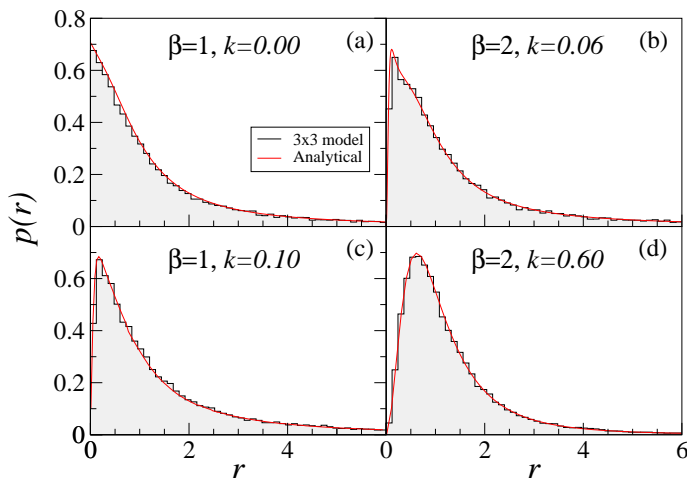 0.8
β=1, k=0.00
(a)
β=2, k=0.06
(b)
0.6
0.4
3x3 model
Analytical
0.2
0
p(r)
β=1, k=0.10
(c)
β=2, k=0.60
(d)
0.6
0.4
0.2
0
0 2 4 0 2 4 6
r r